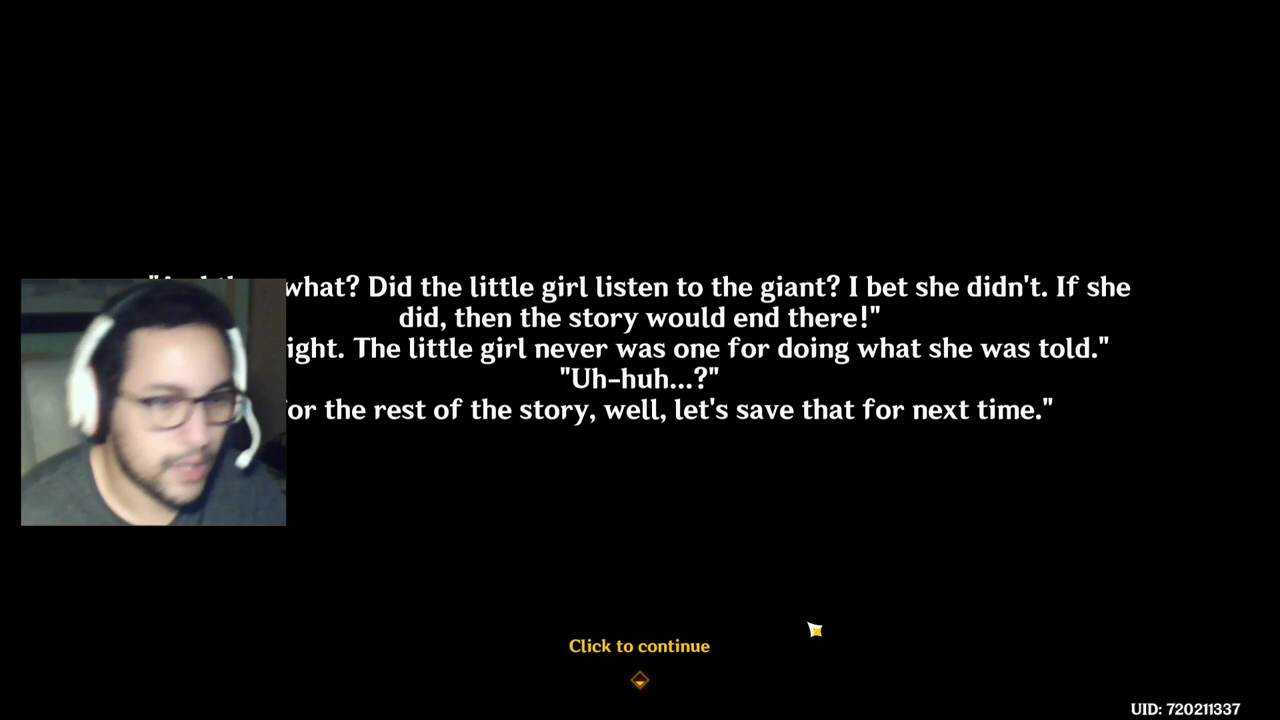 what? Did the little girl listen to the giant? I bet she didn't. If she
did, then the story would end there!"
ight. The little girl never was one for doing what she was told."
"Uh-huh...?"
for the rest of the story, well, let's save that for next time."
Click to continue
UID: 720211337